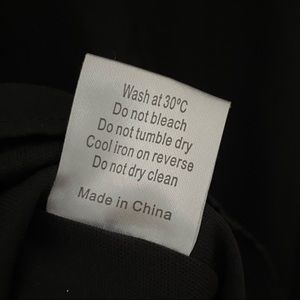 Wash at 30ºC
Do not bleach
Do not tumble dry
Cool iron on reverse
Do not dry clean
Made in China